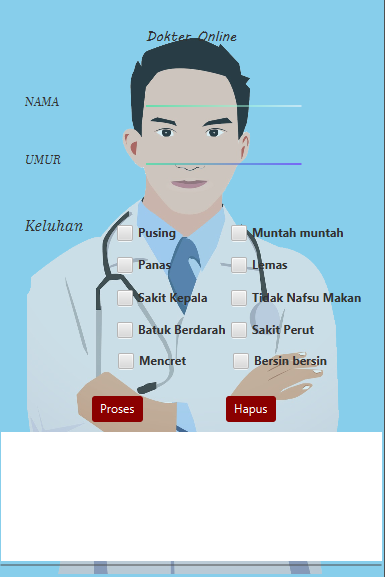 Dokter Online
NAMA
UMUR
Keluhan
Pusing Muntah muntah
Panas Lemas
Sakit Kepala Tidak Nafsu Makan
Batuk Berdarah Sakit Perut
Mencret Bersin bersin
Proses Hapus